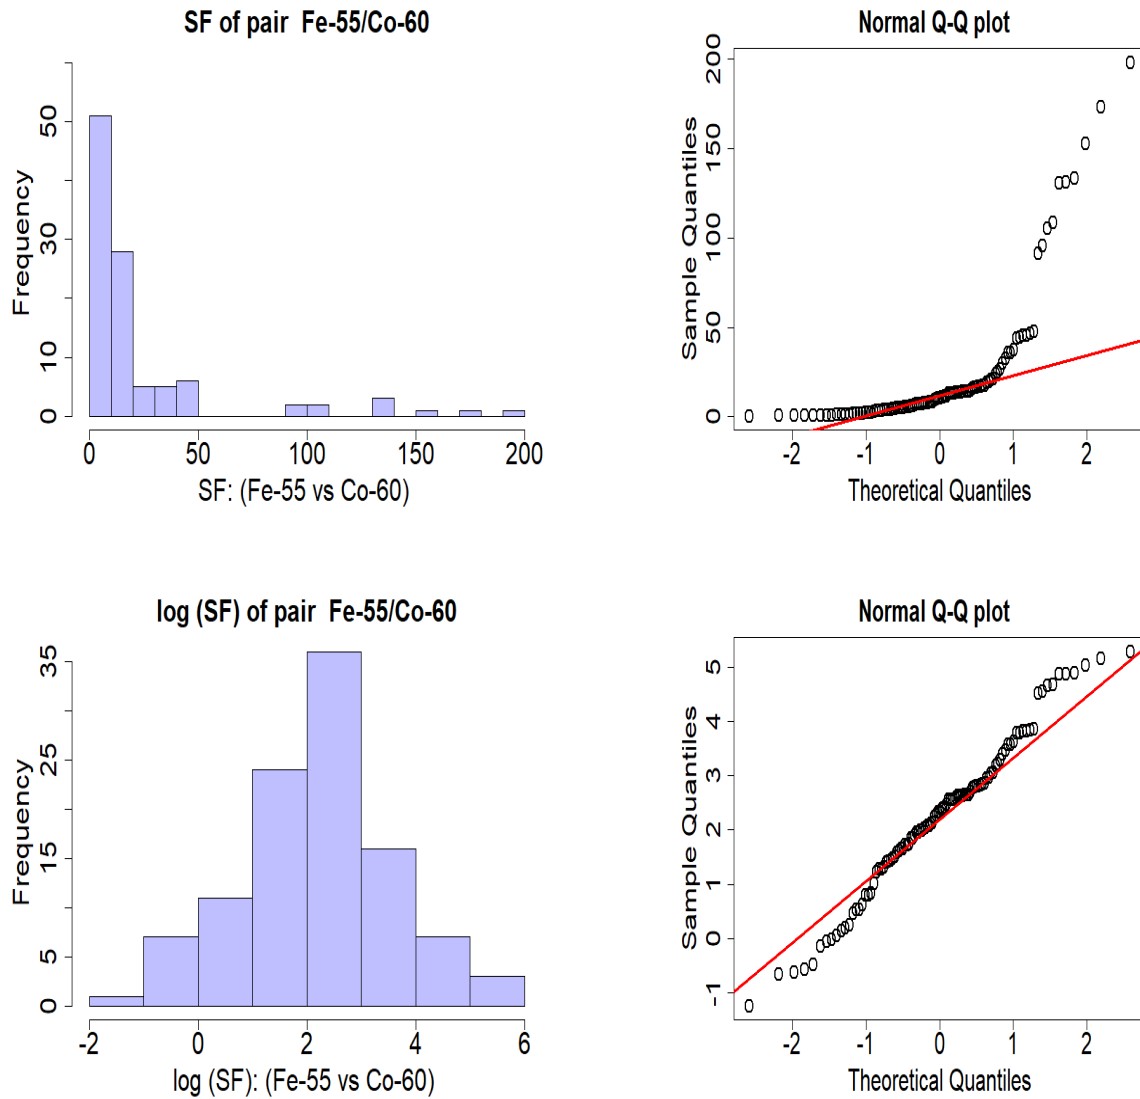 SF of pair Fe-55/Co-60
Frequency
50
30
10
0
0 50 100 150 200
SF: (Fe-55 vs Co-60)
Normal Q-Q plot
Sample Quantiles
200
150
100
50
0
-2 -1 0 1 2
Theoretical Quantiles
log (SF) of pair Fe-55/Co-60
Frequency
35
25
15
5
0
-2 0 2 4 6
log (SF): (Fe-55 vs Co-60)
Normal Q-Q plot
Sample Quantiles
5
4
3
2
1
0
-1
-2 -1 0 1 2
Theoretical Quantiles